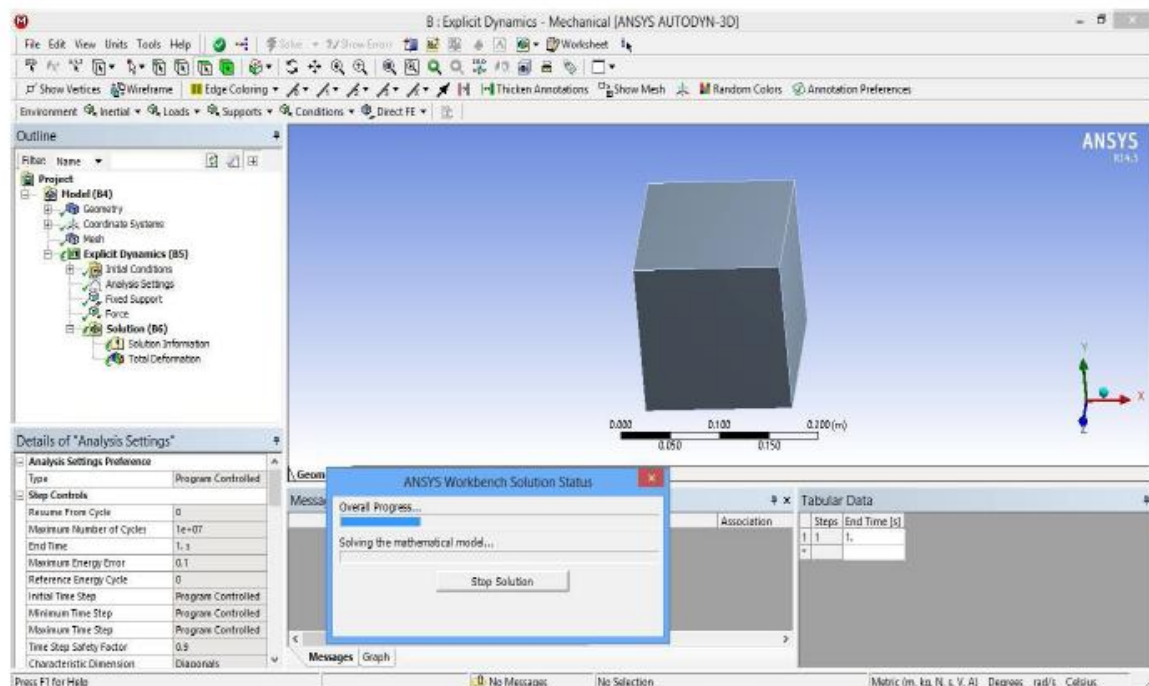 B : Explicit Dynamics - Mechanical [ANSYS AUTODYN-3D]
File Edit View Units Tools Help Solve ?/ Show Errors Worksheet
Show Vertices Wireframe Edge Coloring Thicken Annotations Show Mesh Random Colors Annotation Preferences
Environment Inertial Loads Supports Conditions Direct FE
Outline
Filter: Name
Project
Model (B4)
Geometry
Coordinate Systems
Mesh
Explicit Dynamics (B5)
Initial Conditions
Analysis Settings
Fixed Support
Force
Solution (B6)
Solution Information
Total Deformation
ANSYS
R14.5
Y
X
Z
0.000 0.100 0.200 (m)
0.050 0.150
Details of "Analysis Settings"
Analysis Settings Preference
Type Program Controlled
Step Controls
Resume From Cycle 0
Maximum Number of Cycles 1e+07
End Time 1. s
Maximum Energy Error 0.1
Reference Energy Cycle 0
Initial Time Step Program Controlled
Minimum Time Step Program Controlled
Maximum Time Step Program Controlled
Time Step Safety Factor 0.9
Characteristic Dimension Diagonals
Geom
Messa
Association
ANSYS Workbench Solution Status
Overall Progress...
Solving the mathematical model...
Stop Solution
Messages Graph
Tabular Data
Steps End Time [s]
1 1 1.
*
Press F1 for Help No Messages No Selection Metric (m, kg, N, s, V, A) Degrees rad/s Celsius